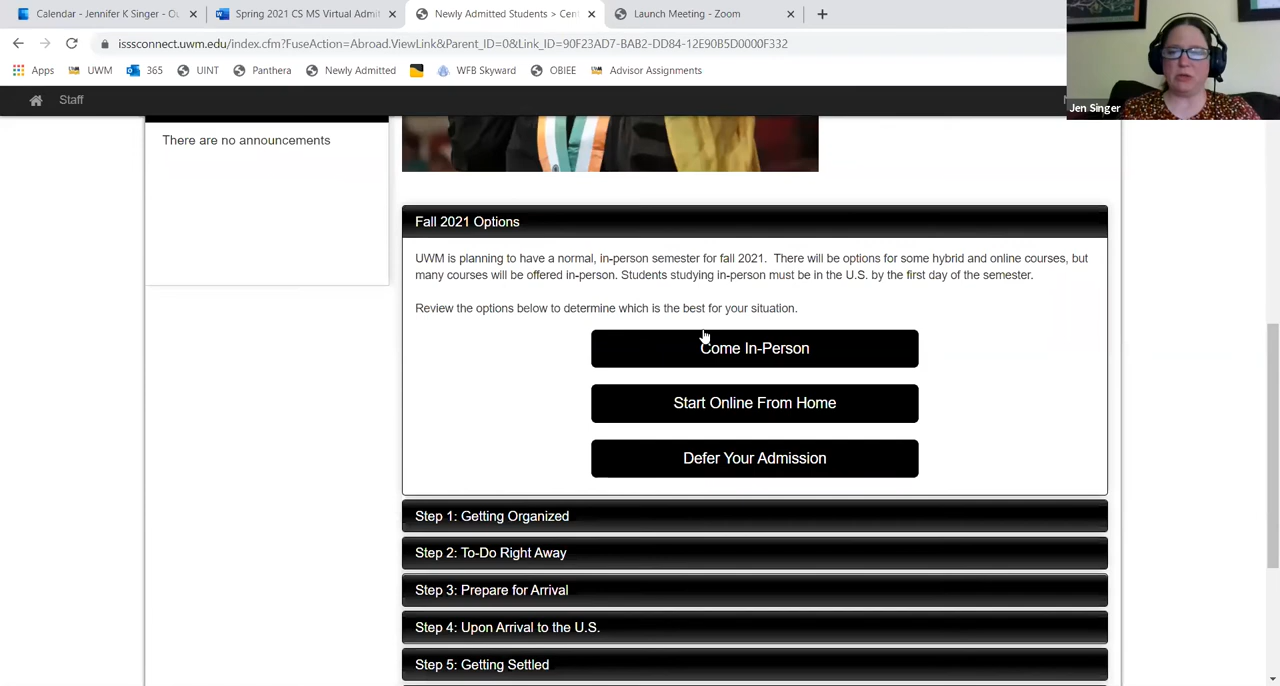 Calendar - Jennifer K Singer - Ou
Spring 2021 CS MS Virtual Admit
Newly Admitted Students > Cen
Launch Meeting - Zoom
isssconnect.uwm.edu/index.cfm?FuseAction=Abroad.ViewLink&Parent_ID=0&Link_ID=90F23AD7-BAB2-DD84-12E90B5D0000F332
Apps UWM 365 UINT Panthera Newly Admitted WFB Skyward OBIEE Advisor Assignments
Jen Singer
Staff
There are no announcements
Fall 2021 Options
UWM is planning to have a normal, in-person semester for fall 2021. There will be options for some hybrid and online courses, but
many courses will be offered in-person. Students studying in-person must be in the U.S. by the first day of the semester.
Review the options below to determine which is the best for your situation.
Come In-Person
Start Online From Home
Defer Your Admission
Step 1: Getting Organized
Step 2: To-Do Right Away
Step 3: Prepare for Arrival
Step 4: Upon Arrival to the U.S.
Step 5: Getting Settled